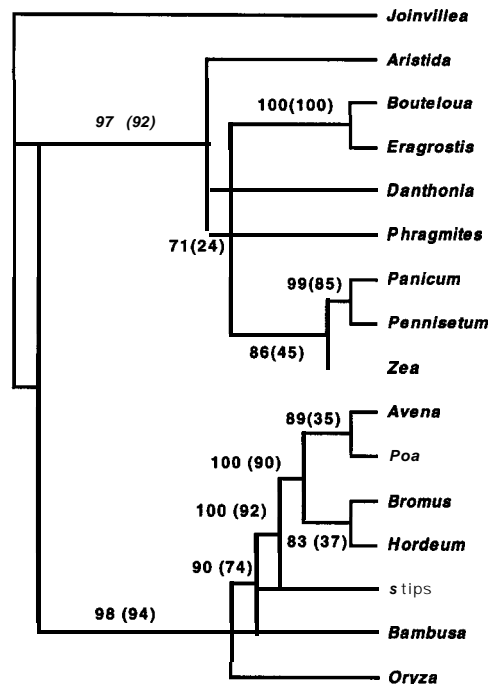 Joinvillea
Aristida
97 (92)
100(100)
Bouteloua
Eragrostis
Danthonia
Phragmites
71(24)
Panicum
99(85)
Pennisetum
86(45)
Zea
Avena
89(35)
Poa
100 (90)
Bromus
100 (92)
83 (37)
Hordeum
90 (74)
s tips
98 (94)
Bambusa
Oryza